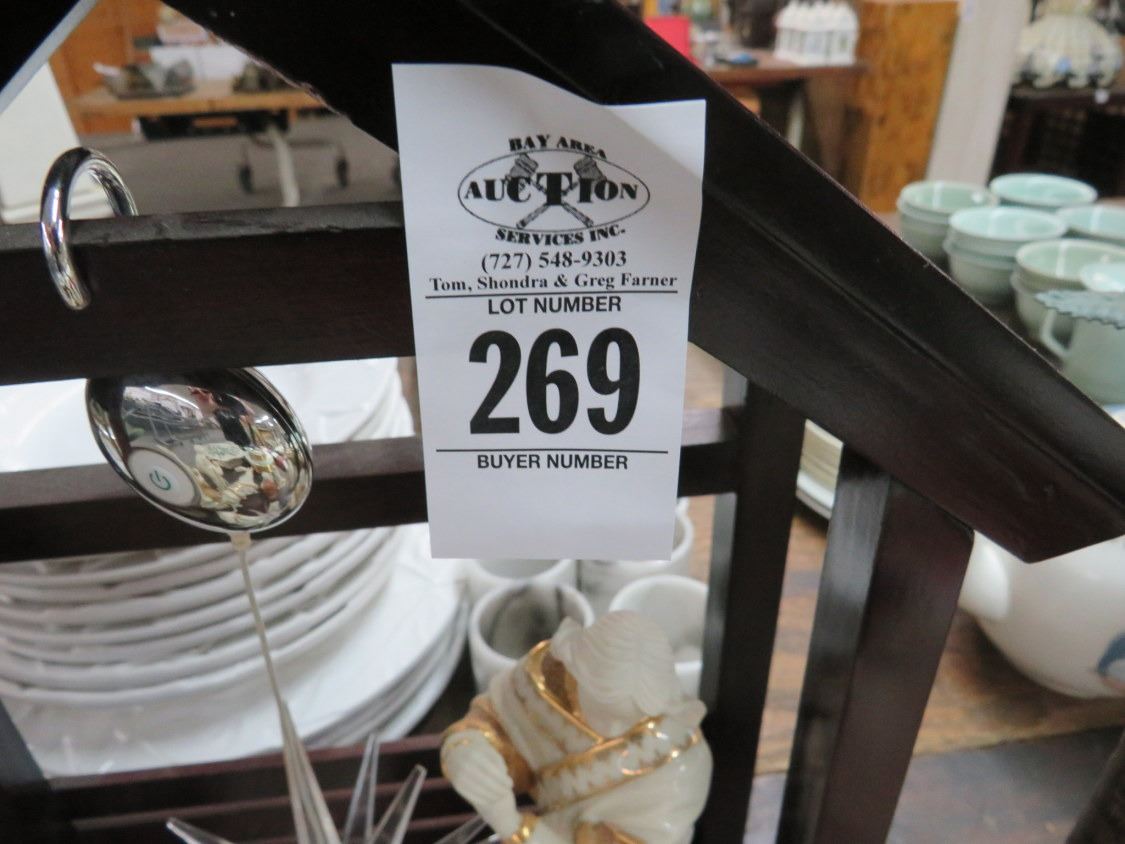 BAY AREA
AUCTION
SERVICES INC.
(727) 548-9303
Tom, Shondra & Greg Farner
LOT NUMBER
269
BUYER NUMBER